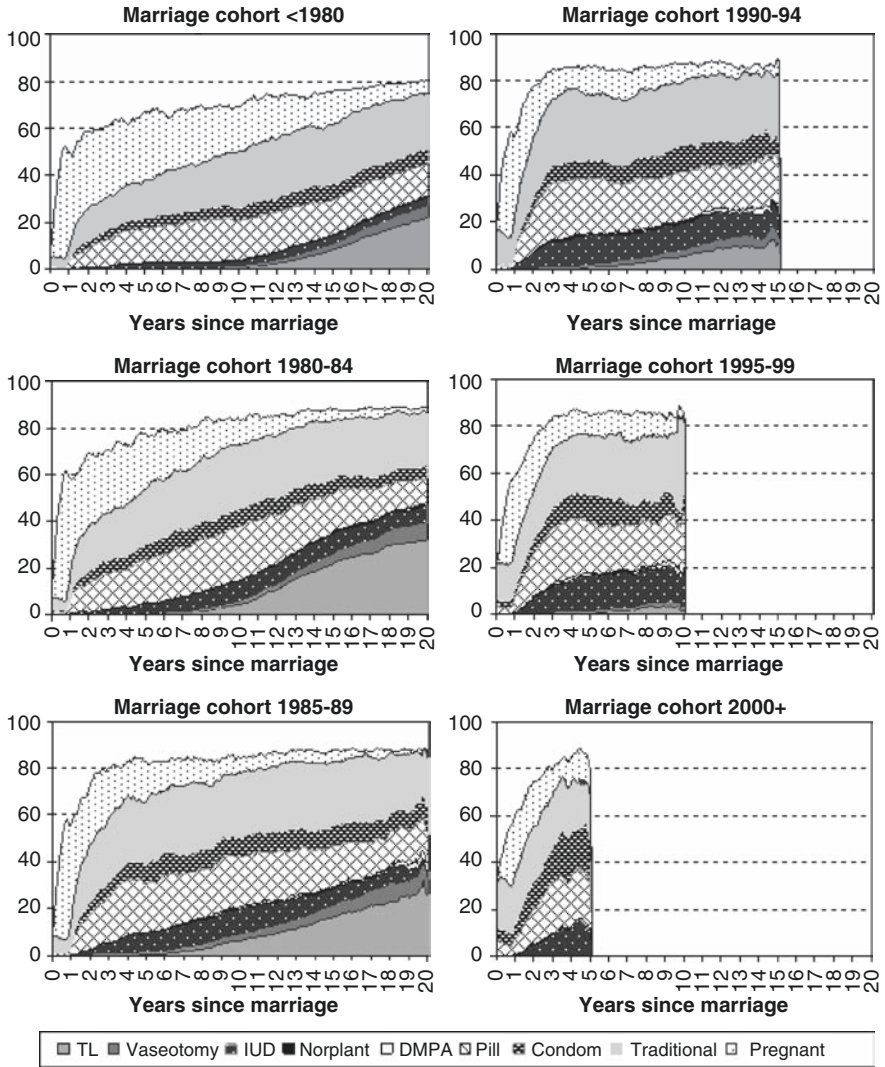 Marriage cohort <1980
100
80
60
40
20
0
0 1 2 3 4 5 6 7 8 9 10 11 12 13 14 15 16 17 18 19 20
Years since marriage
Marriage cohort 1990-94
100
80
60
40
20
0
0 1 2 3 4 5 6 7 8 9 10 11 12 13 14 15 16 17 18 19 20
Years since marriage
Marriage cohort 1980-84
100
80
60
40
20
0
0 1 2 3 4 5 6 7 8 9 10 11 12 13 14 15 16 17 18 19 20
Years since marriage
Marriage cohort 1995-99
100
80
60
40
20
0
0 1 2 3 4 5 6 7 8 9 10 11 12 13 14 15 16 17 18 19 20
Years since marriage
Marriage cohort 1985-89
100
80
60
40
20
0
0 1 2 3 4 5 6 7 8 9 10 11 12 13 14 15 16 17 18 19 20
Years since marriage
Marriage cohort 2000+
100
80
60
40
20
0
0 1 2 3 4 5 6 7 8 9 10 11 12 13 14 15 16 17 18 19 20
Years since marriage
TL Vaseotomy IUD Norplant DMPA Pill Condom Traditional Pregnant